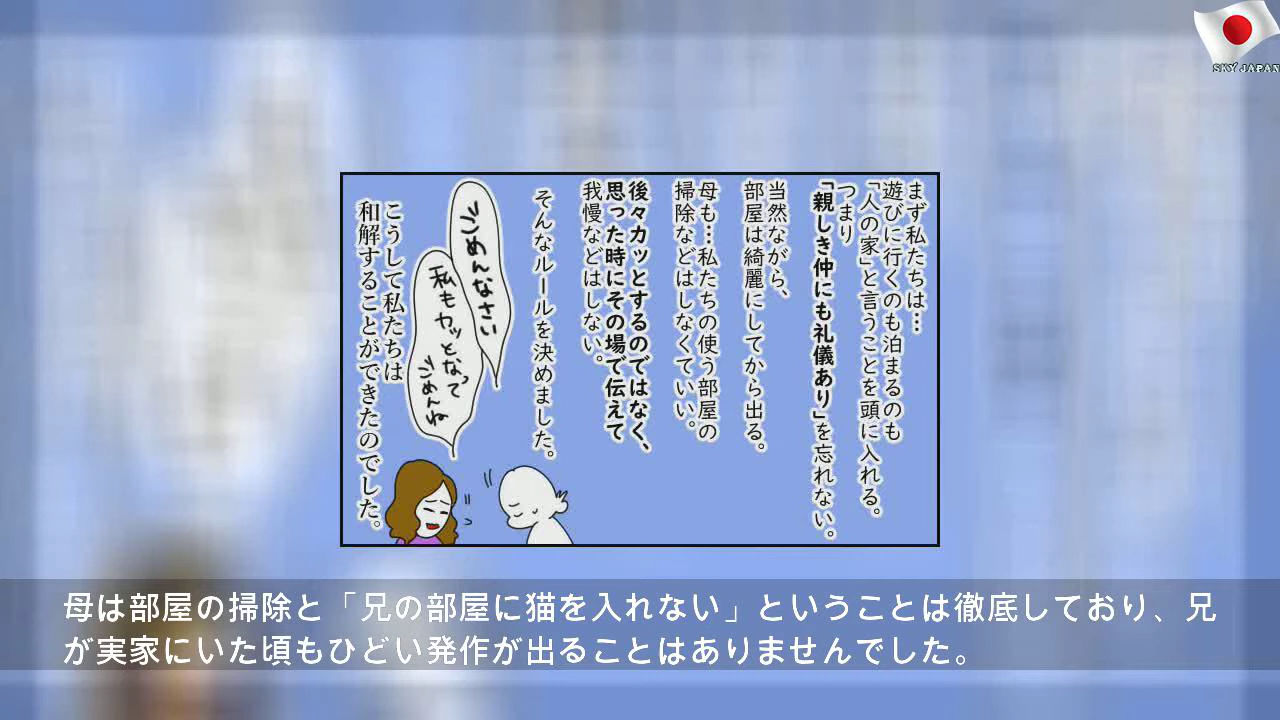 SKY JAPAN
まず私たちは…
遊びに行くのも泊まるのも
「人の家」と言うことを頭に入れる。
つまり
「親しき仲にも礼儀あり」を忘れない。
当然ながら、
部屋は綺麗にしてから出る。
母も…私たちの使う部屋の
掃除などはしなくていい。
後々カッとするのではなく、
思った時にその場で伝えて
我慢などはしない。
そんなルールを決めました。
ごめんなさい
私もカッとなって
ごめんね
こうして私たちは
和解することができたのでした。
母は部屋の掃除と「兄の部屋に猫を入れない」ということは徹底しており、兄
が実家にいた頃もひどい発作が出ることはありませんでした。